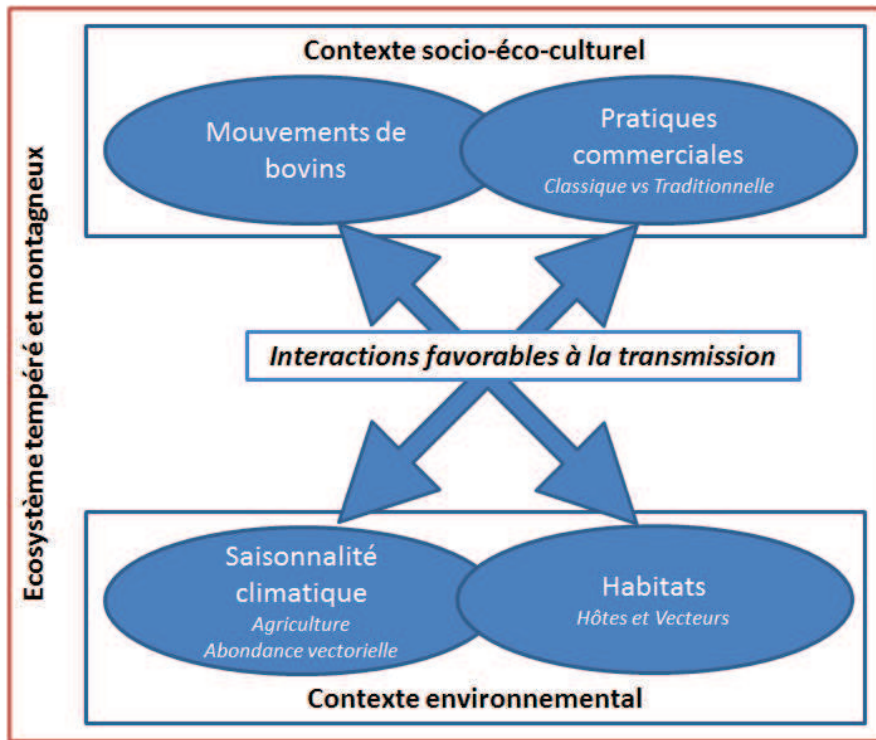 Contexte socio-éco-culturel
Mouvements de
bovins
Pratiques
commerciales
Classique vs Traditionnelle
Ecosystème tempéré et montagneux
Interactions favorables à la transmission
Saisonnalité
climatique
Agriculture
Abondance vectorielle
Habitats
Hôtes et Vecteurs
Contexte environnemental